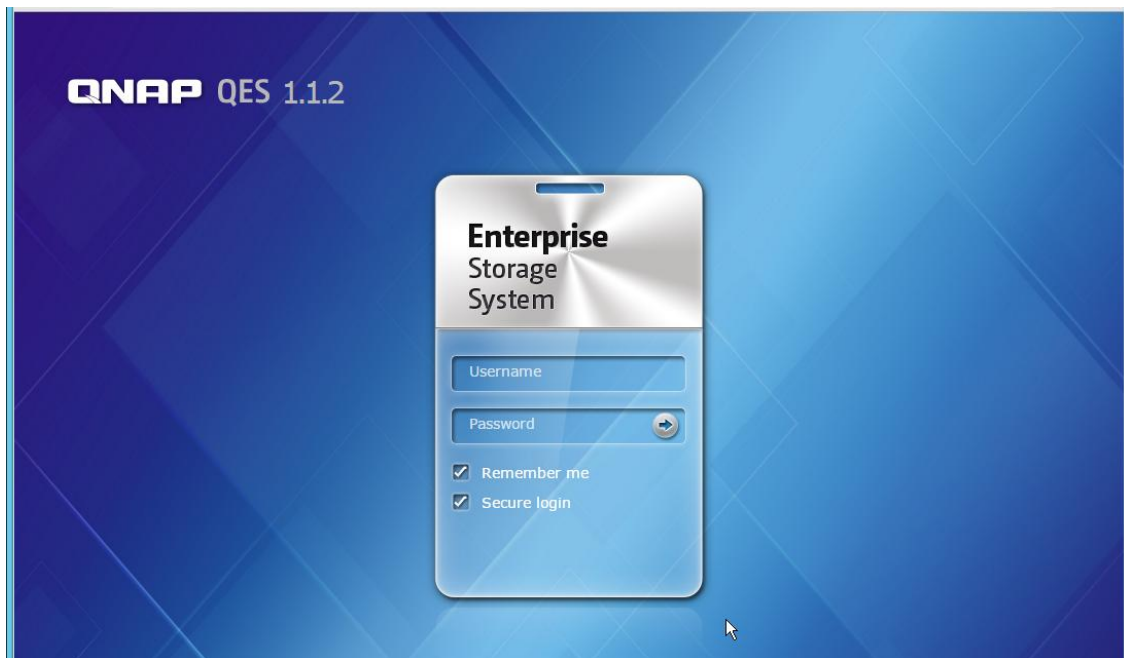 QNAP QES 1.1.2
Enterprise
Storage
System
Username
Password
Remember me
Secure login